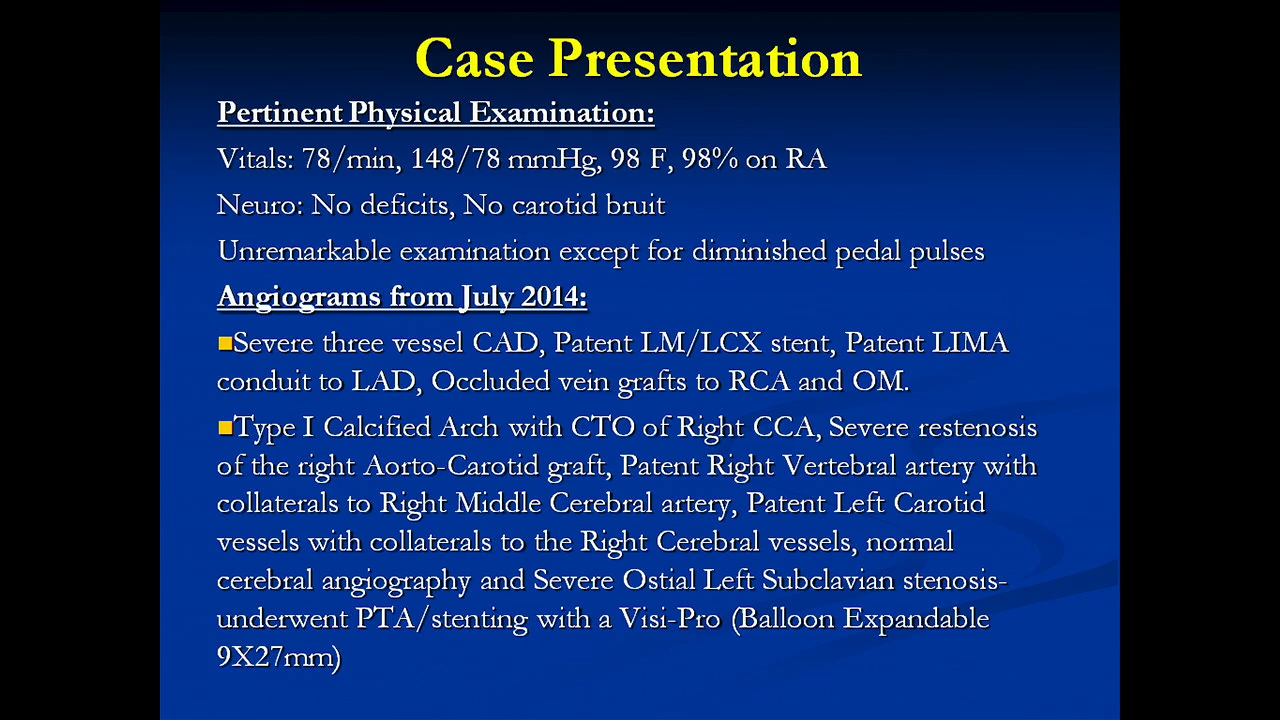 Case Presentation
Pertinent Physical Examination:
Vitals: 78/min, 148/78 mmHg, 98 F, 98% on RA
Neuro: No deficits, No carotid bruit
Unremarkable examination except for diminished pedal pulses
Angiograms from July 2014:
■Severe three vessel CAD, Patent LM/LCX stent, Patent LIMA
conduit to LAD, Occluded vein grafts to RCA and OM.
■Type I Calcified Arch with CTO of Right CCA, Severe restenosis
of the right Aorto-Carotid graft, Patent Right Vertebral artery with
collaterals to Right Middle Cerebral artery, Patent Left Carotid
vessels with collaterals to the Right Cerebral vessels, normal
cerebral angiography and Severe Ostial Left Subclavian stenosis-
underwent PTA/stenting with a Visi-Pro (Balloon Expandable
9X27mm)